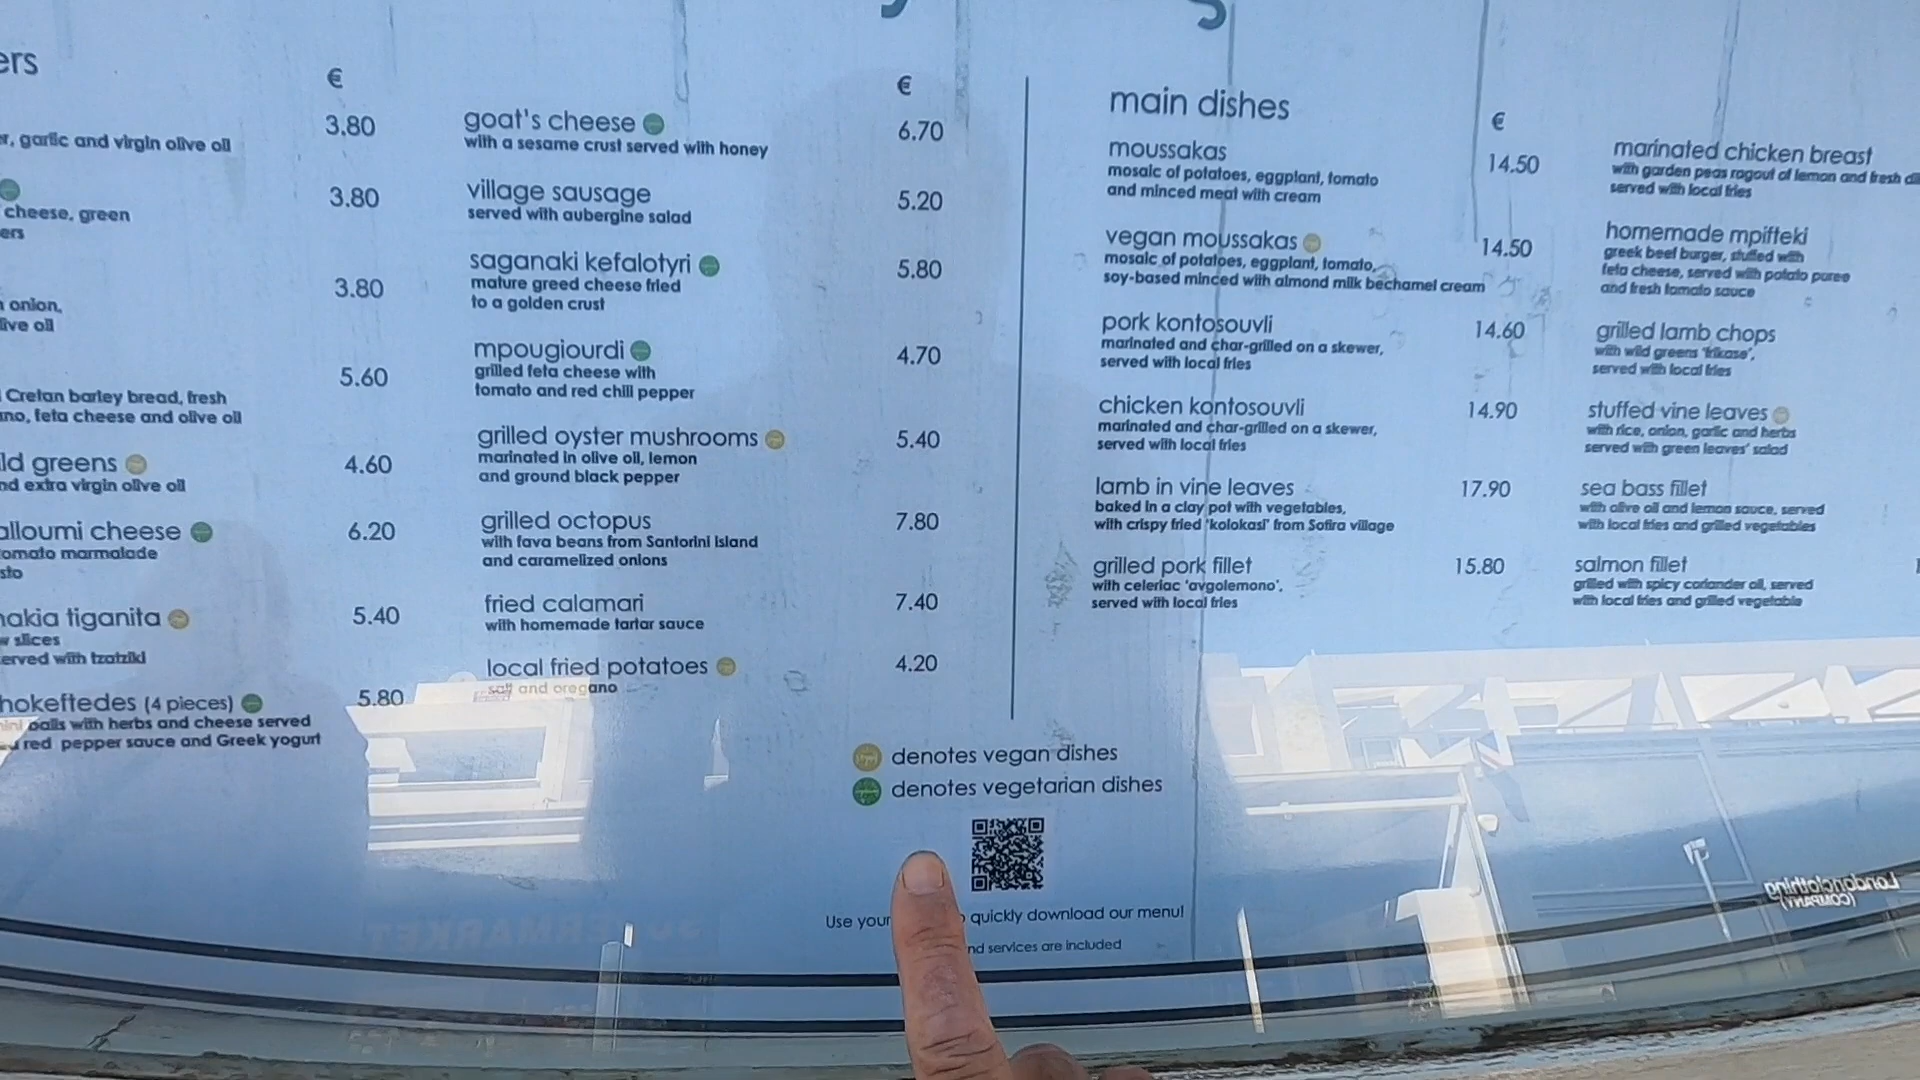 €
3.80
garlic and virgin olive oil
3.80
cheese, green
3.80
onion,
5.60
Cretan barley bread, fresh
feta cheese and olive oil
greens
4.60
extra virgin olive oil
cheese
6.20
marmalade
tiganita
5.40
slices
with tzatziki
(4 pieces)
5.80
balls with herbs and cheese served
red pepper sauce and Greek yogurt
€
goat's cheese
6.70
with a sesame crust served with honey
village sausage
5.20
served with aubergine salad
saganaki kefalotyri
5.80
mature greed cheese fried
to a golden crust
mpougiourdi
4.70
grilled feta cheese with
tomato and red chili pepper
grilled oyster mushrooms
5.40
marinated in olive oil, lemon
and ground black pepper
grilled octopus
7.80
with fava beans from Santorini Island
and caramelized onions
fried calamari
7.40
with homemade tartar sauce
local fried potatoes
4.20
salt and oregano
main dishes
€
moussakas
14.50
mosaic of potatoes, eggplant, tomato
and minced meat with cream
vegan moussakas
14.50
mosaic of potatoes, eggplant, tomato,
soy-based minced with almond milk bechamel cream
pork kontosouvli
14.60
marinated and char-grilled on a skewer,
served with local fries
chicken kontosouvli
14.90
marinated and char-grilled on a skewer,
served with local fries
lamb in vine leaves
17.90
baked in a clay pot with vegetables,
with crispy fried 'kolokasi' from Sotira village
grilled pork fillet
15.80
with celeriac 'avgolemono',
served with local fries
marinated chicken breast
with garden peas ragout of lemon and fresh
served with local fries
homemade mpifteki
greek beef burger, stuffed with
feta cheese, served with potato puree
and fresh tomato sauce
grilled lamb chops
with wild greens 'frikase',
served with local fries
stuffed vine leaves
with rice, onion, garlic and herbs
served with green leaves' salad
sea bass fillet
with olive oil and lemon sauce, served
with local fries and grilled vegetables
salmon fillet
grilled with spicy coriander oil, served
with local fries and grilled vegetable
denotes vegan dishes
denotes vegetarian dishes
Use your quickly download our menu!
services are included